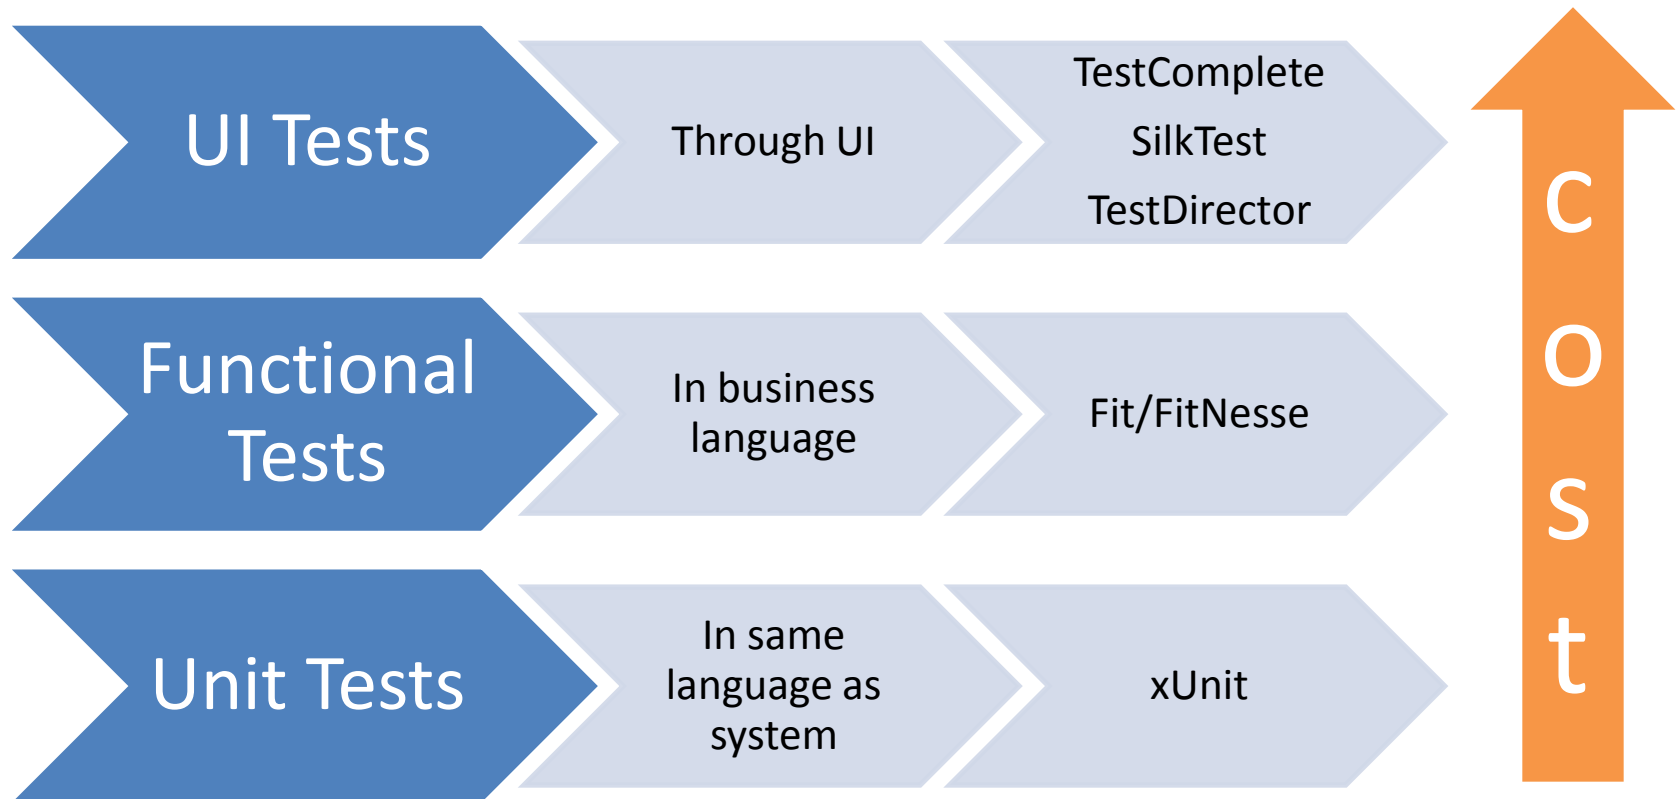 UI Tests
Through UI
TestComplete
SilkTest
TestDirector
Functional
Tests
In business
language
Fit/FitNesse
Unit Tests
In same
language as
system
xUnit
c
o
s
t